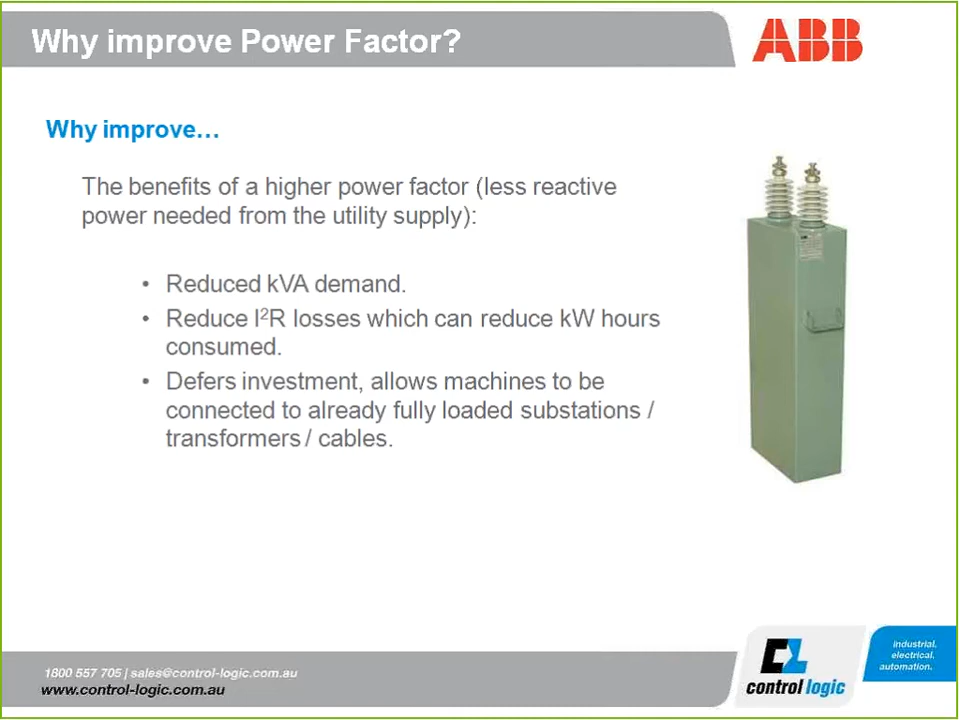 Why improve Power Factor?
ABB
Why improve…
The benefits of a higher power factor (less reactive
power needed from the utility supply):
• Reduced kVA demand.
• Reduce I²R losses which can reduce kW hours
consumed.
• Defers investment, allows machines to be
connected to already fully loaded substations /
transformers / cables.
1800 557 705 | sales@control-logic.com.au
www.control-logic.com.au
control logic
industrial.
electrical.
automation.